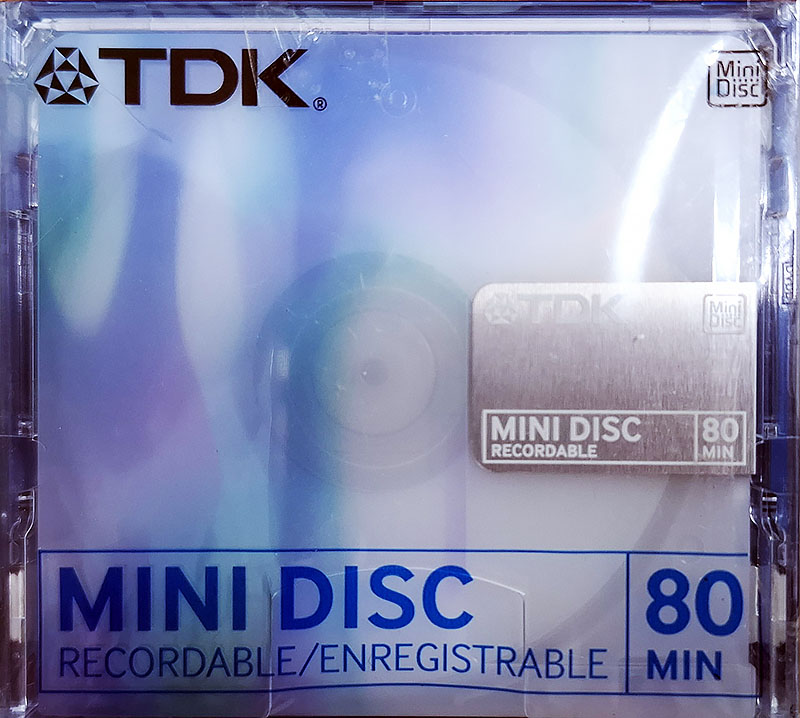 TDK®
Mini
Disc
TDK
Mini
Disc
MINI DISC
RECORDABLE
80
MIN
MINI DISC
RECORDABLE/ENREGISTRABLE
80
MIN